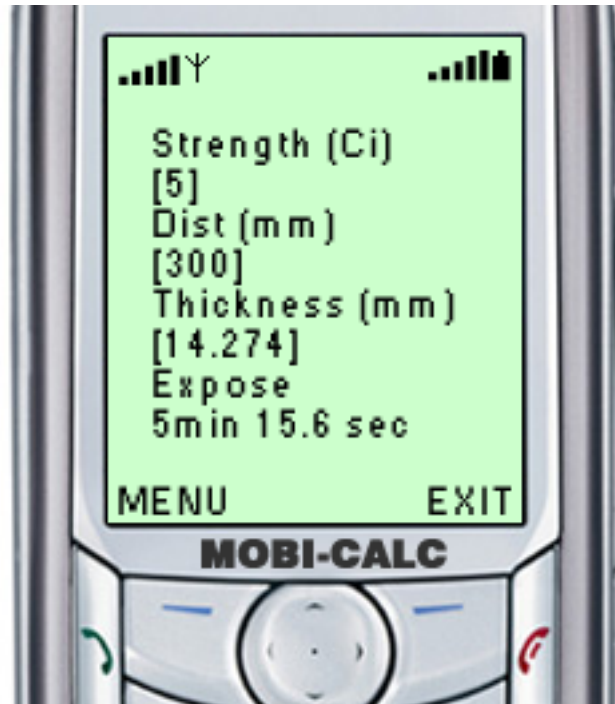 Strength (Ci)
[5]
Dist (mm)
[300]
Thickness (mm)
[14.274]
Expose
5min 15.6 sec
MENU EXIT
MOBI-CALC